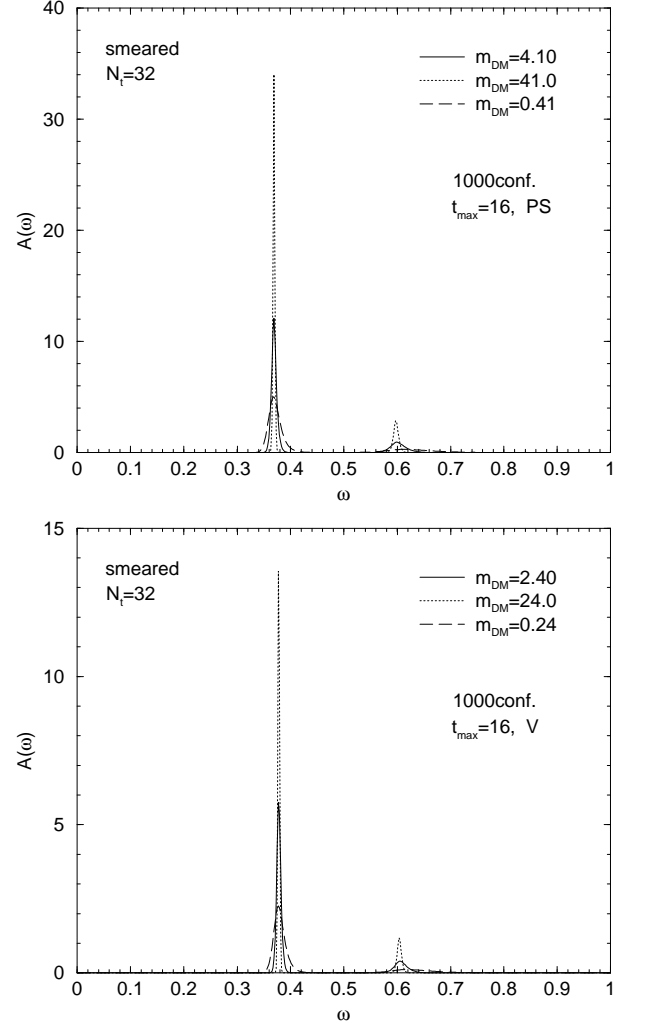 40
30
20
10
0
A(ω)
smeared
N_t=32
m_DM=4.10
m_DM=41.0
m_DM=0.41
1000conf.
t_max=16, PS
0 0.1 0.2 0.3 0.4 0.5 0.6 0.7 0.8 0.9 1
ω
15
10
5
0
A(ω)
smeared
N_t=32
m_DM=2.40
m_DM=24.0
m_DM=0.24
1000conf.
t_max=16, V
0 0.1 0.2 0.3 0.4 0.5 0.6 0.7 0.8 0.9 1
ω